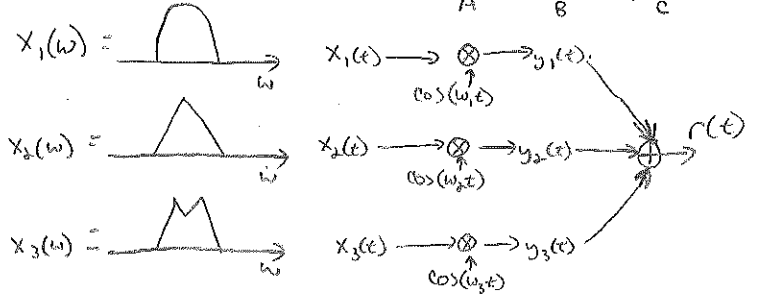 A B C
X₁(ω) = ω x₁(t) ⊗ y₁(t)
cos(ω₁t)
X₂(ω) = ω x₂(t) ⊗ y₂(t) + r(t)
cos(ω₂t)
X₃(ω) = ω x₃(t) ⊗ y₃(t)
cos(ω₃t)